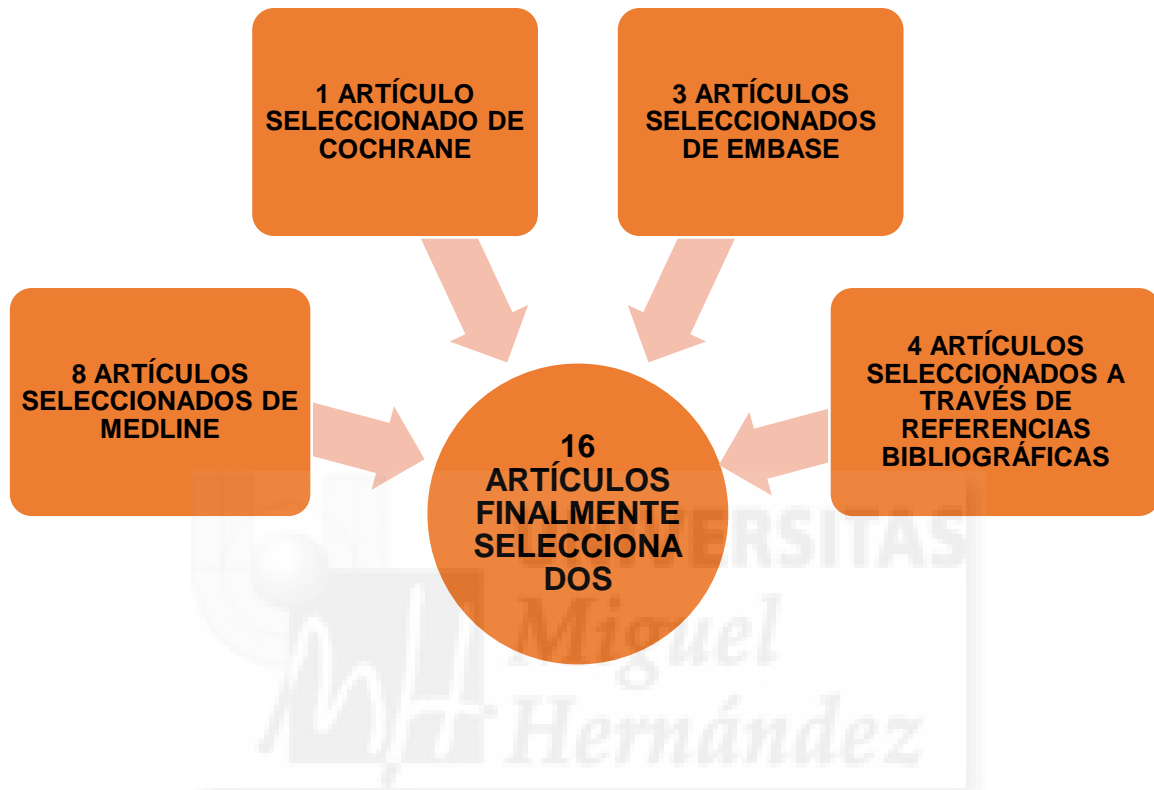 1 ARTÍCULO
SELECCIONADO DE
COCHRANE
3 ARTÍCULOS
SELECCIONADOS
DE EMBASE
8 ARTÍCULOS
SELECCIONADOS DE
MEDLINE
4 ARTÍCULOS
SELECCIONADOS A
TRAVÉS DE
REFERENCIAS
BIBLIOGRÁFICAS
16
ARTÍCULOS
FINALMENTE
SELECCIONA
DOS
UNIVERSITAS
Miguel
Hernández